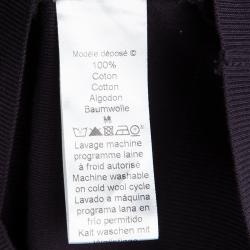 Modèle déposé ©
100%
Coton
Cotton
Algodon
Baumwolle
M
Lavage machine
programme laine
à froid autorisé
Machine washable
on cold wool cycle
Lavado a máquina
programa lana en
frio permitido
Kalt waschen mit